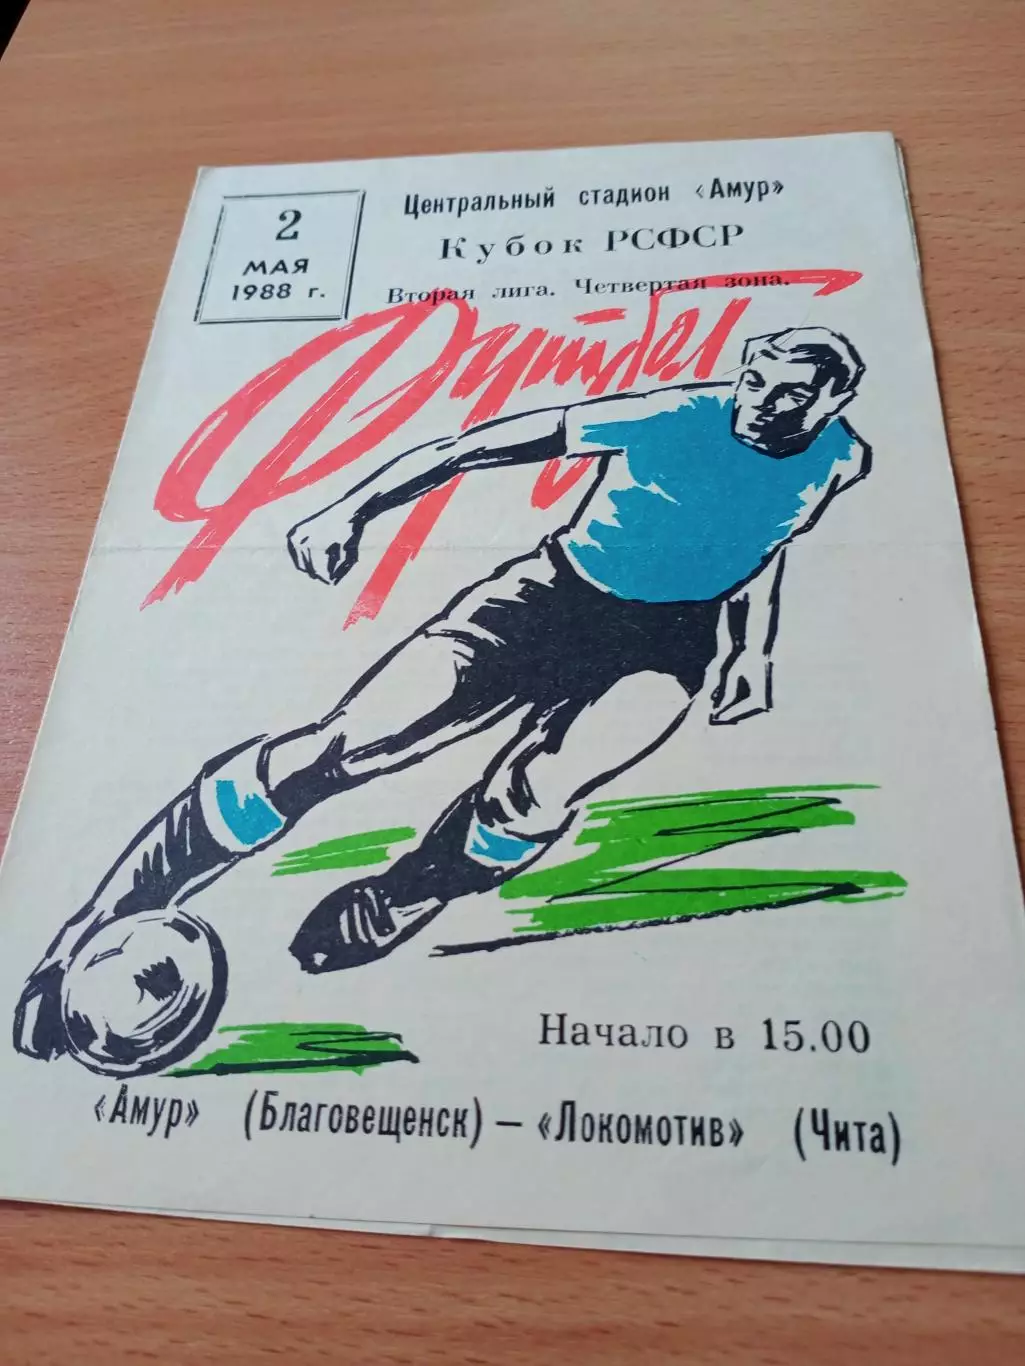 2
МАЯ
1988 г.
Центральный стадион «Амур»
Кубок РСФСР
Вторая лига. Четвертая зона.
Футбол
Начало в 15.00
«Амур» (Благовещенск) — «Локомотив» (Чита)